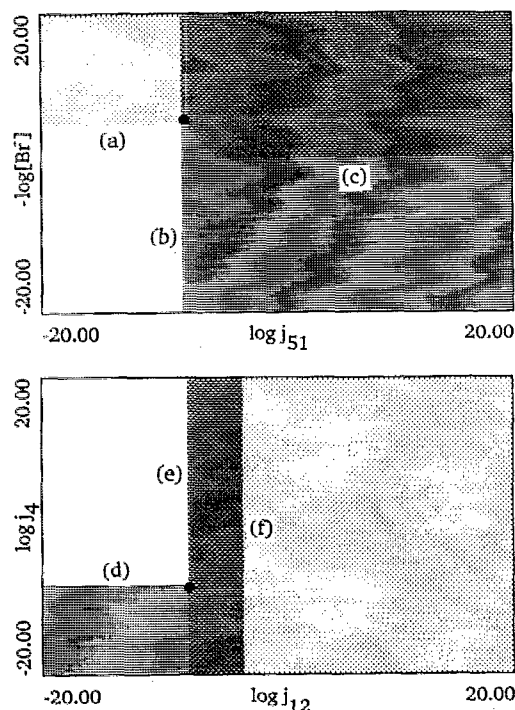 20.00
-log[Br⁻]
-20.00
(a)
(b)
(c)
-20.00
log j₅₁
20.00
20.00
log j₄
-20.00
(d)
(e)
(f)
-20.00
log j₁₂
20.00